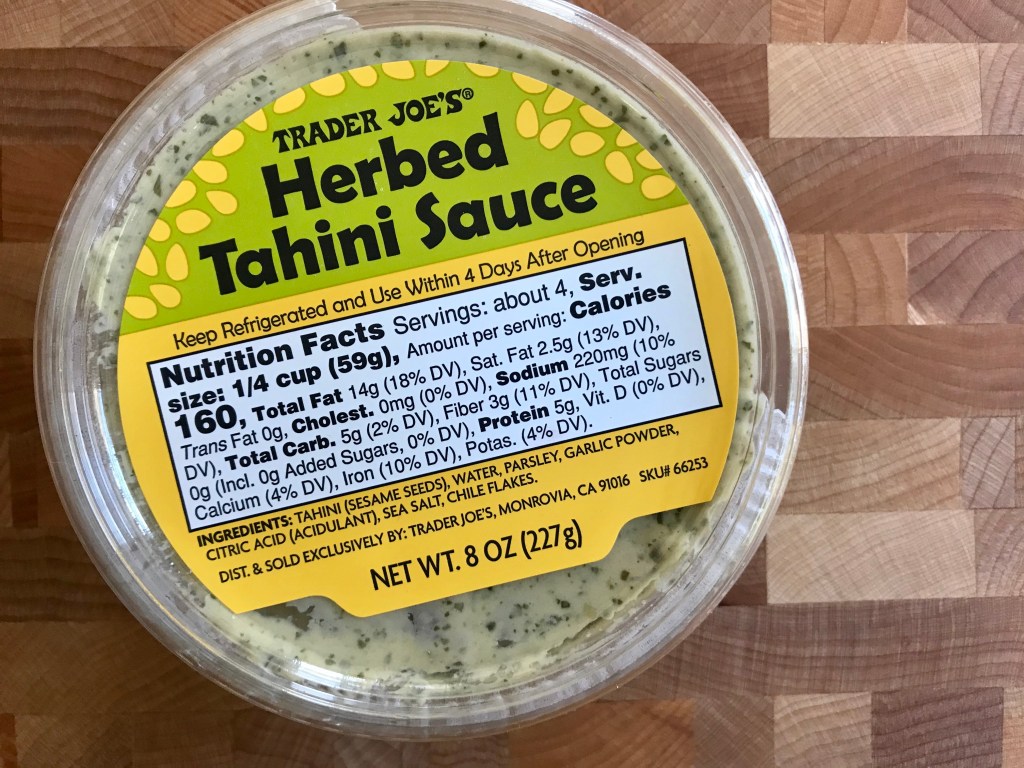 TRADER JOE'S®
Herbed
Tahini Sauce
Keep Refrigerated and Use Within 4 Days After Opening
Nutrition Facts Servings: about 4, Serv.
size: 1/4 cup (59g), Amount per serving: Calories
160, Total Fat 14g (18% DV), Sat. Fat 2.5g (13% DV),
Trans Fat 0g, Cholest. 0mg (0% DV), Sodium 220mg (10%
DV), Total Carb. 5g (2% DV), Fiber 3g (11% DV), Total Sugars
0g (Incl. 0g Added Sugars, 0% DV), Protein 5g, Vit. D (0% DV),
Calcium (4% DV), Iron (10% DV), Potas. (4% DV).
INGREDIENTS: TAHINI (SESAME SEEDS), WATER, PARSLEY, GARLIC POWDER,
CITRIC ACID (ACIDULANT), SEA SALT, CHILE FLAKES.
DIST. & SOLD EXCLUSIVELY BY: TRADER JOE'S, MONROVIA, CA 91016 SKU# 66253
NET WT. 8 OZ (227g)